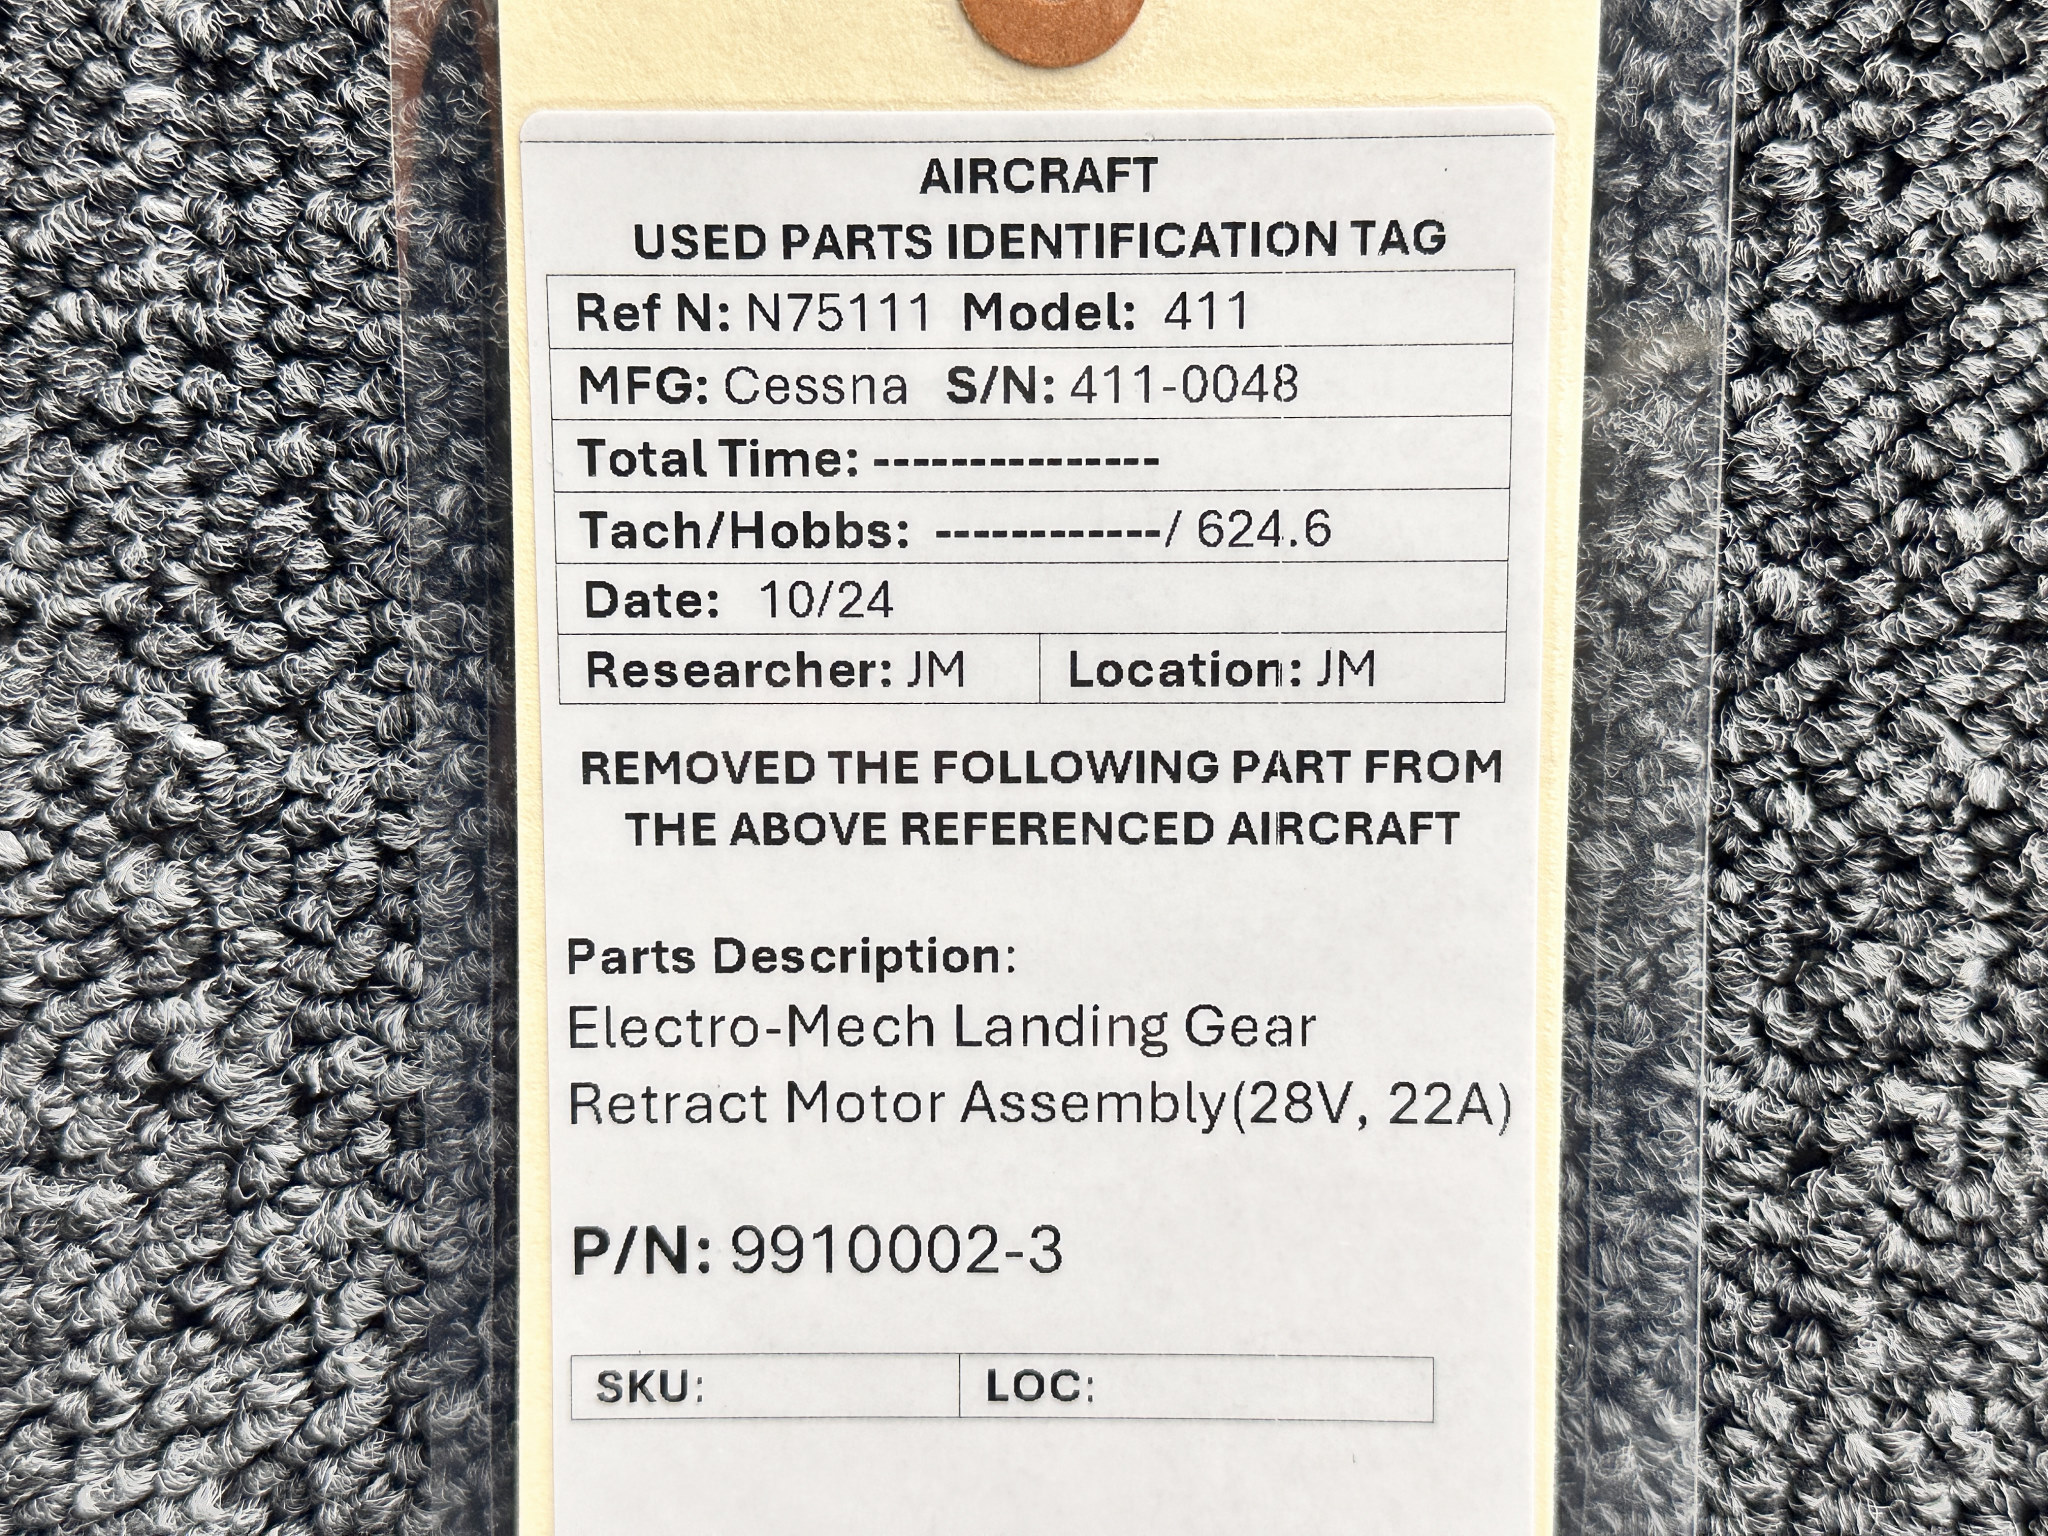 AIRCRAFT
USED PARTS IDENTIFICATION TAG
Ref N: N75111 Model: 411
MFG: Cessna S/N: 411-0048
Total Time: ---------------
Tach/Hobbs: ------------/ 624.6
Date: 10/24
Researcher: JM Location: JM
REMOVED THE FOLLOWING PART FROM
THE ABOVE REFERENCED AIRCRAFT
Parts Description:
Electro-Mech Landing Gear
Retract Motor Assembly(28V, 22A)
P/N: 9910002-3
SKU: LOC: